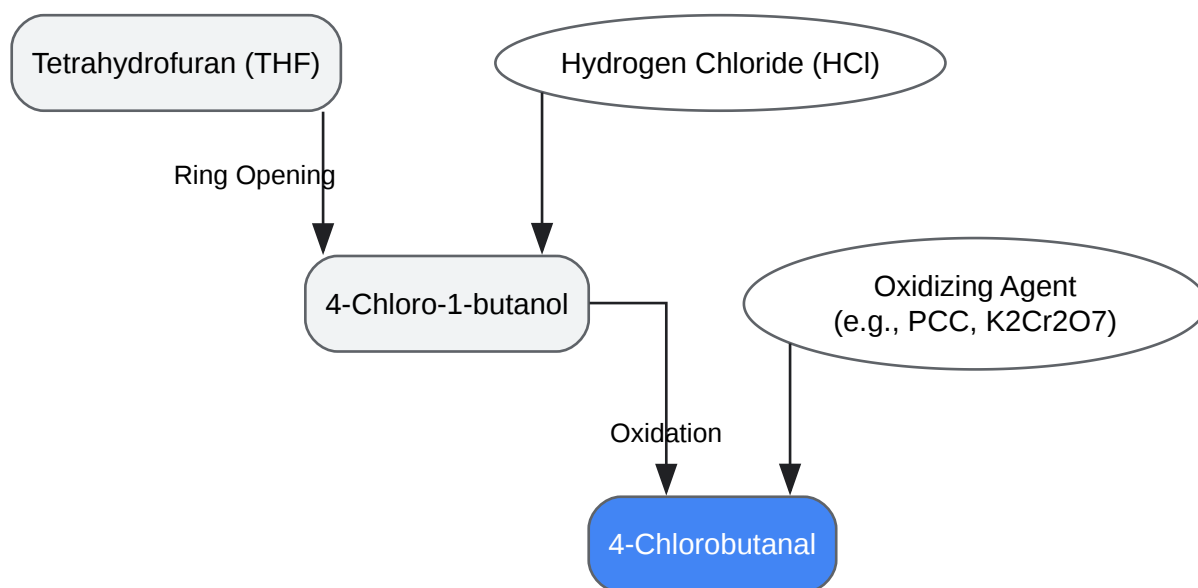 Tetrahydrofuran (THF)
Hydrogen Chloride (HCl)
Ring Opening
4-Chloro-1-butanol
Oxidizing Agent
(e.g., PCC, K2Cr2O7)
Oxidation
4-Chlorobutanal